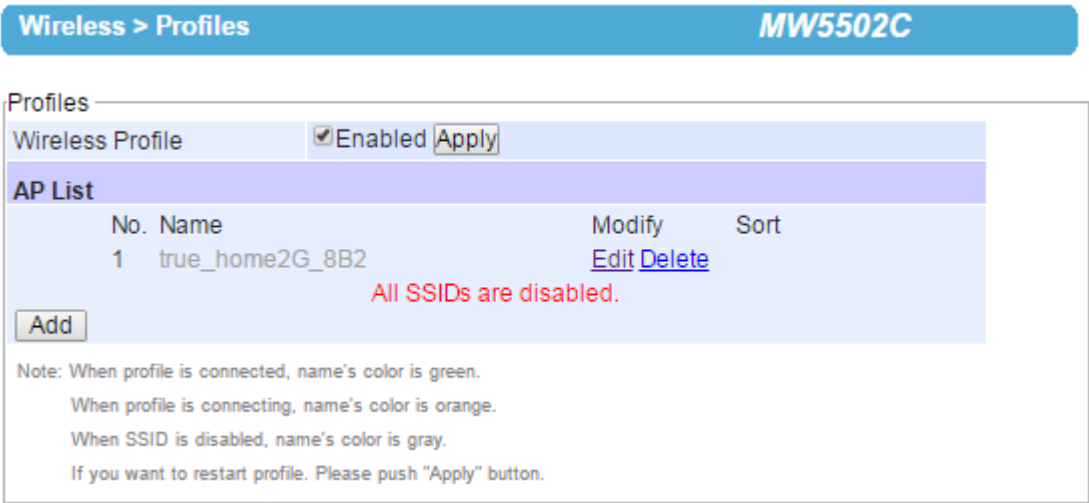 Wireless > Profiles MW5502C
Profiles
Wireless Profile Enabled Apply
AP List
No. Name Modify Sort
1 true_home2G_8B2 Edit Delete
All SSIDs are disabled.
Add
Note: When profile is connected, name's color is green.
When profile is connecting, name's color is orange.
When SSID is disabled, name's color is gray.
If you want to restart profile. Please push "Apply" button.